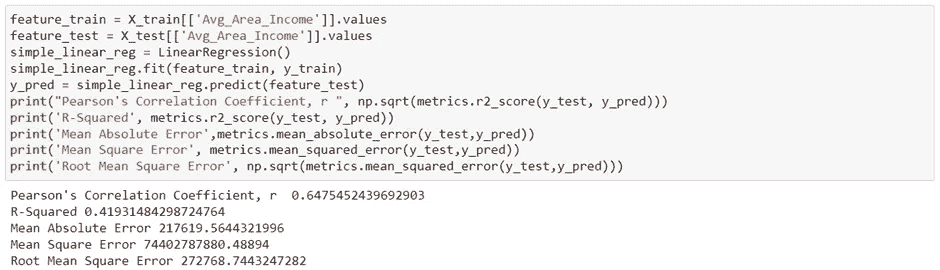 feature_train = X_train[['Avg_Area_Income']].values
feature_test = X_test[['Avg_Area_Income']].values
simple_linear_reg = LinearRegression()
simple_linear_reg.fit(feature_train, y_train)
y_pred = simple_linear_reg.predict(feature_test)
print("Pearson's Correlation Coefficient, r ", np.sqrt(metrics.r2_score(y_test, y_pred)))
print('R-Squared', metrics.r2_score(y_test, y_pred))
print('Mean Absolute Error',metrics.mean_absolute_error(y_test,y_pred))
print('Mean Square Error', metrics.mean_squared_error(y_test,y_pred))
print('Root Mean Square Error', np.sqrt(metrics.mean_squared_error(y_test,y_pred)))
Pearson's Correlation Coefficient, r  0.6475452439692903
R-Squared 0.41931484298724764
Mean Absolute Error 217619.5644321996
Mean Square Error 74402787880.48894
Root Mean Square Error 272768.7443247282